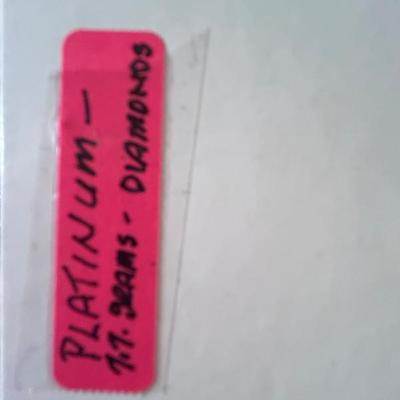 PLATINUM -
7.7. grams - DIAMONDS